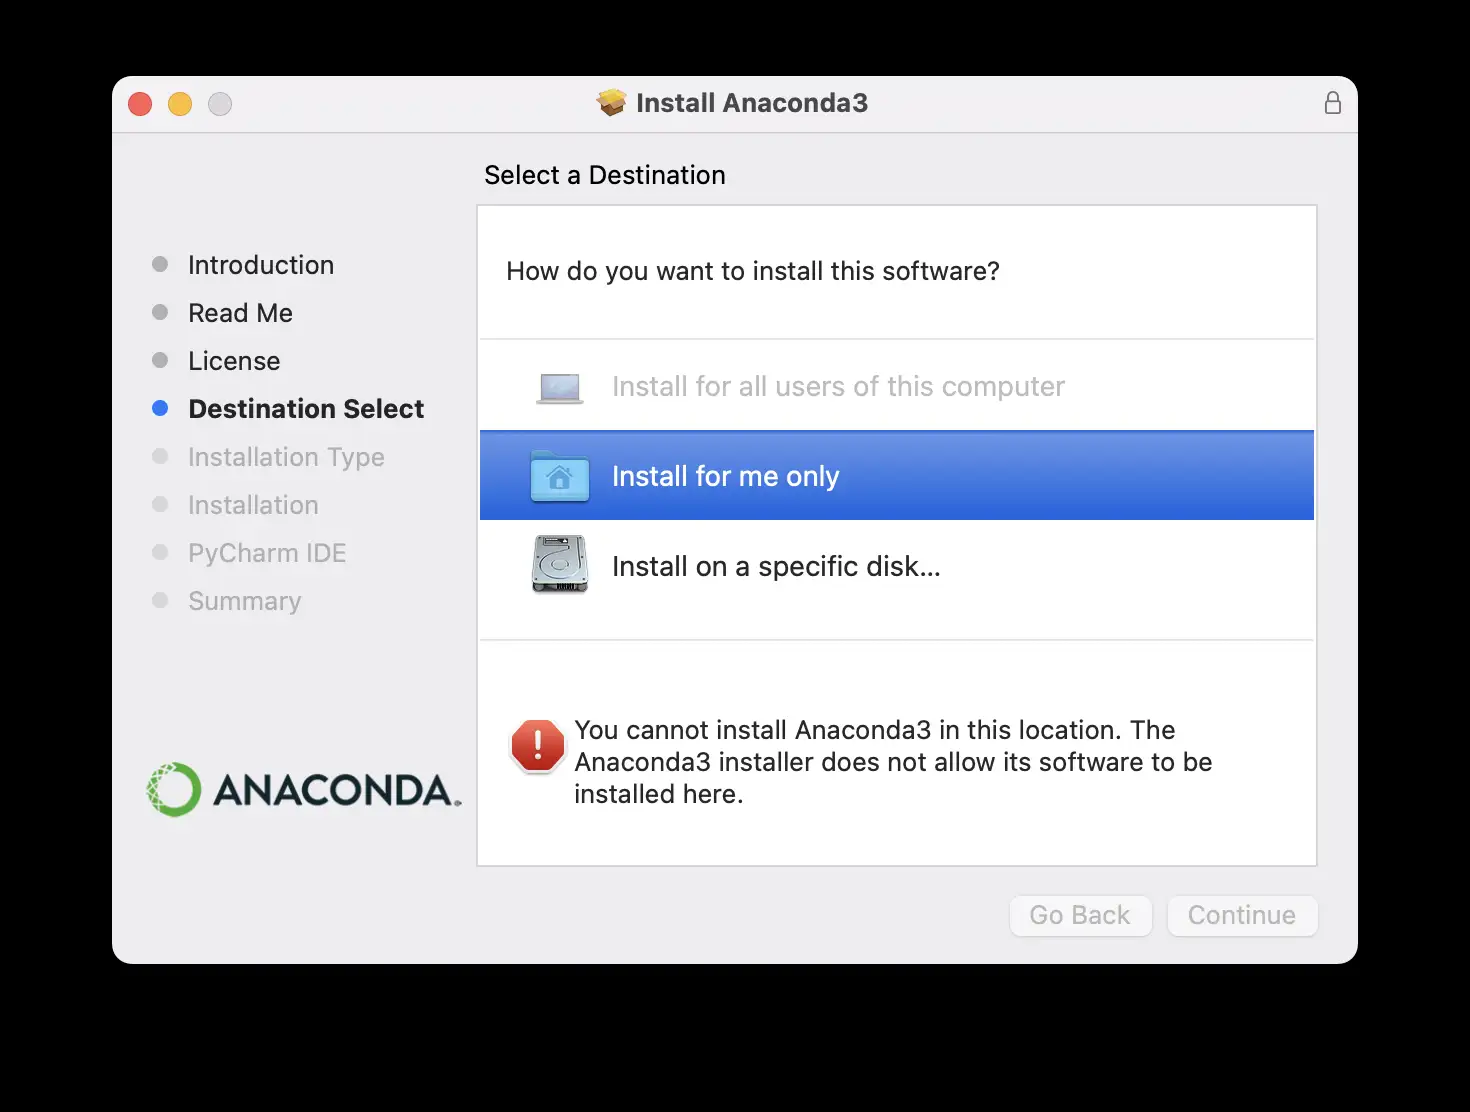 Install Anaconda3
Select a Destination
Introduction
Read Me
License
Destination Select
Installation Type
Installation
PyCharm IDE
Summary
ANACONDA.
How do you want to install this software?
Install for all users of this computer
Install for me only
Install on a specific disk...
You cannot install Anaconda3 in this location. The
Anaconda3 installer does not allow its software to be
installed here.
Go Back
Continue